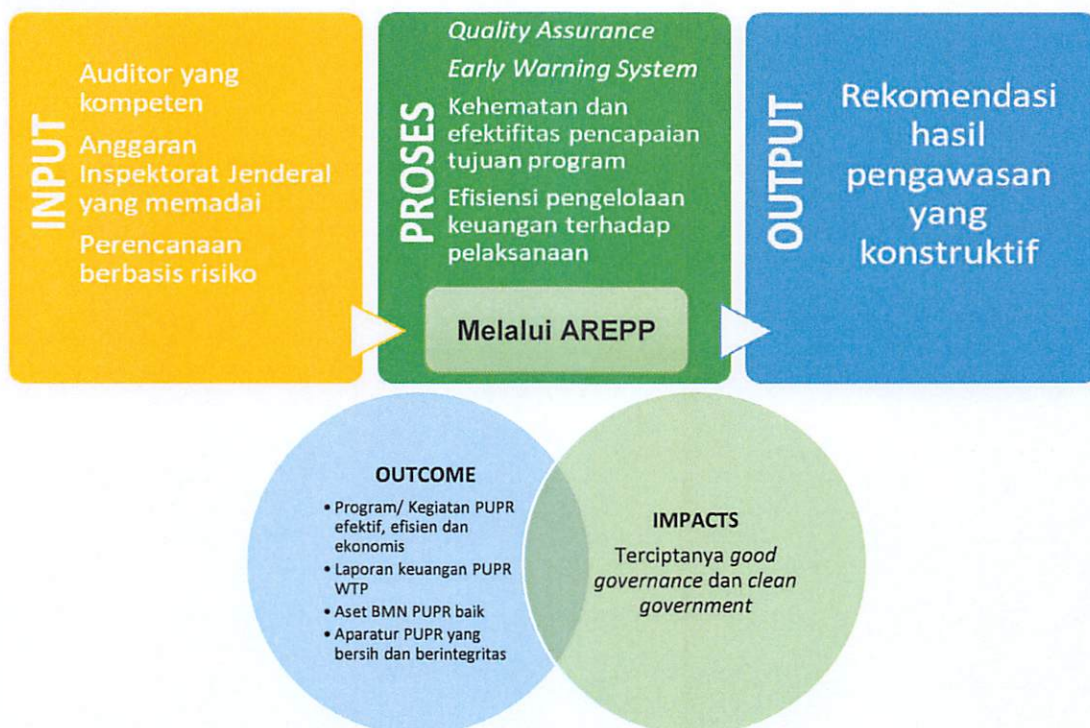 INPUT
Auditor yang
kompeten
Anggaran
Inspektorat Jenderal
yang memadai
Perencanaan
berbasis risiko
PROSES
Quality Assurance
Early Warning System
Kehematan dan
efektifitas pencapaian
tujuan program
Efisiensi pengelolaan
keuangan terhadap
pelaksanaan
Melalui AREPP
OUTPUT
Rekomendasi
hasil
pengawasan
yang
konstruktif
OUTCOME
• Program/ Kegiatan PUPR
efektif, efisien dan
ekonomis
• Laporan keuangan PUPR
WTP
• Aset BMN PUPR baik
• Aparatur PUPR yang
bersih dan berintegritas
IMPACTS
Terciptanya good
governance dan clean
government